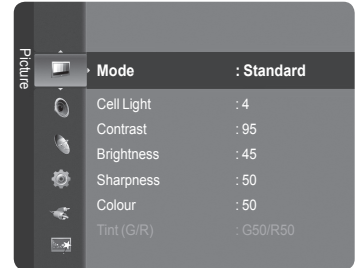 Picture
Mode : Standard
Cell Light : 4
Contrast : 95
Brightness : 45
Sharpness : 50
Colour : 50
Tint (G/R) : G50/R50